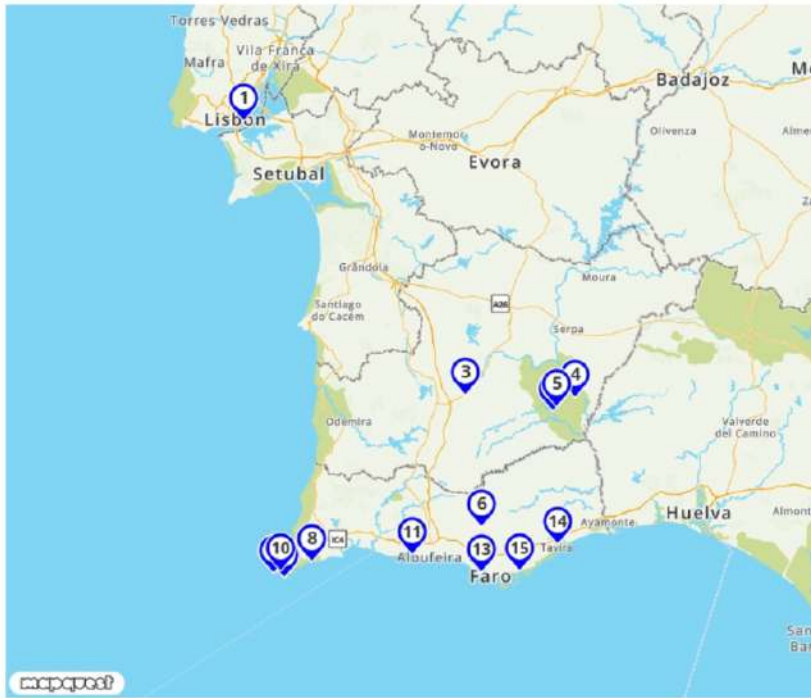 Torres Vedras
Vila Franca
de Xira
Mafra
1
Lisbon
Badajoz
Montemor
-o-Novo
Olivenza
Evora
Setubal
Grândola
Moura
A26
Santiago
do Cacém
Serpa
3
4
5
Odemira
Valverde
del Camino
6
Huelva
14
Ayamonte
11
8
IC4
10
Albufeira
13
15
Tavira
Faro
mapquest